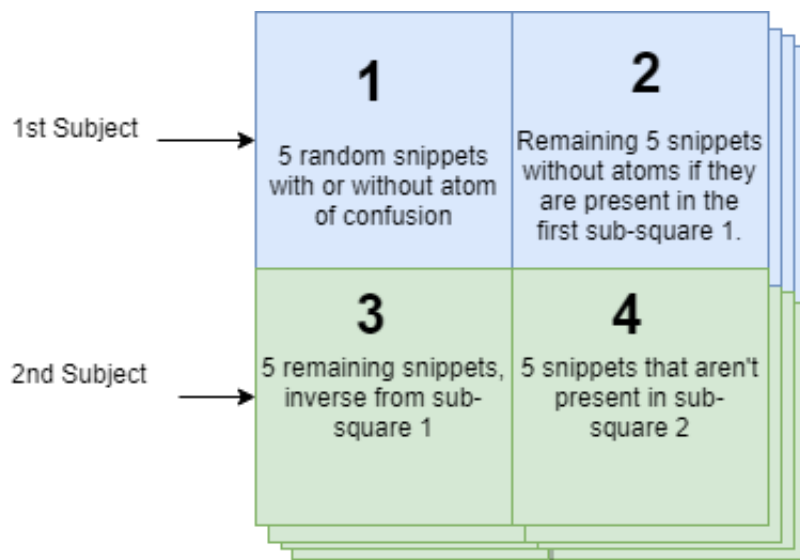 1st Subject
1
5 random snippets
with or without atom
of confusion
2
Remaining 5 snippets
without atoms if they
are present in the
first sub-square 1.
2nd Subject
3
5 remaining snippets,
inverse from sub-
square 1
4
5 snippets that aren't
present in sub-
square 2